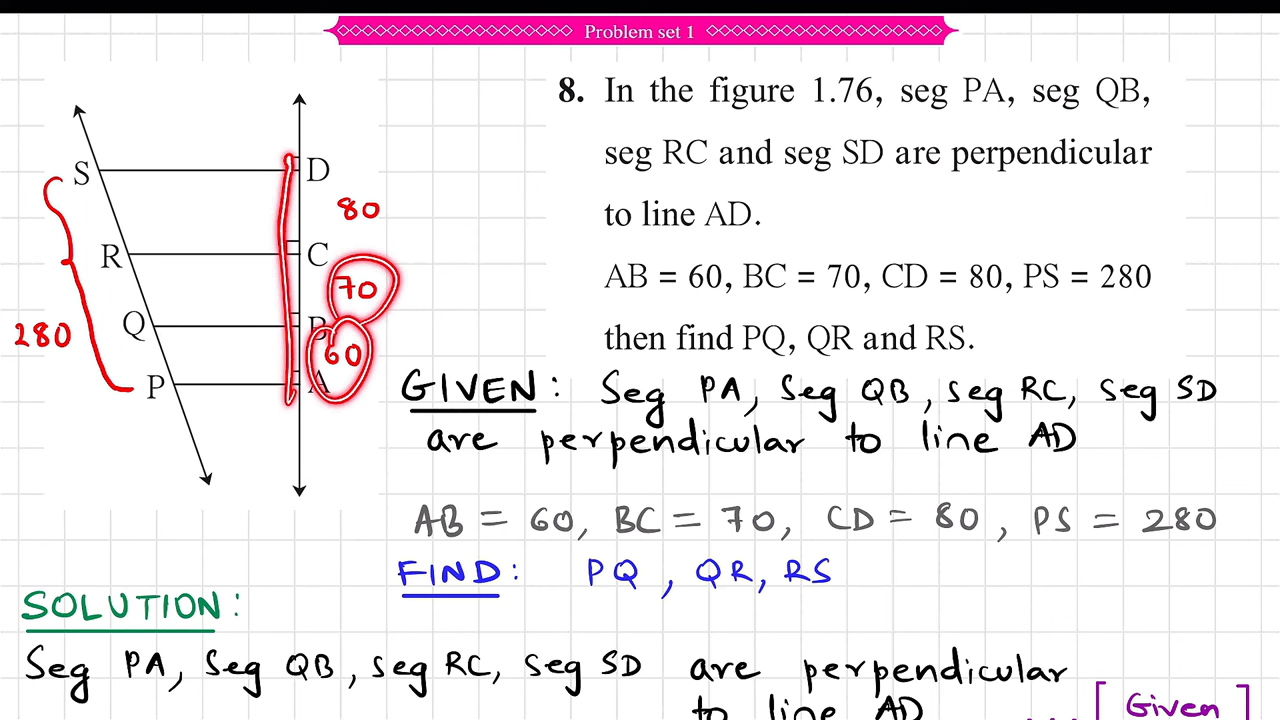 Problem set 1
8. In the figure 1.76, seg PA, seg QB,
seg RC and seg SD are perpendicular
to line AD.
AB = 60, BC = 70, CD = 80, PS = 280
then find PQ, QR and RS.
S
D
80
R
C
70
280
Q
B
60
P
A
GIVEN: Seg PA, Seg QB, seg RC, seg SD
are perpendicular to line AD
AB = 60, BC = 70, CD = 80, PS = 280
FIND: PQ, QR, RS
SOLUTION:
Seg PA, Seg QB, seg RC, seg SD are perpendicular
to line AD .... [Given]